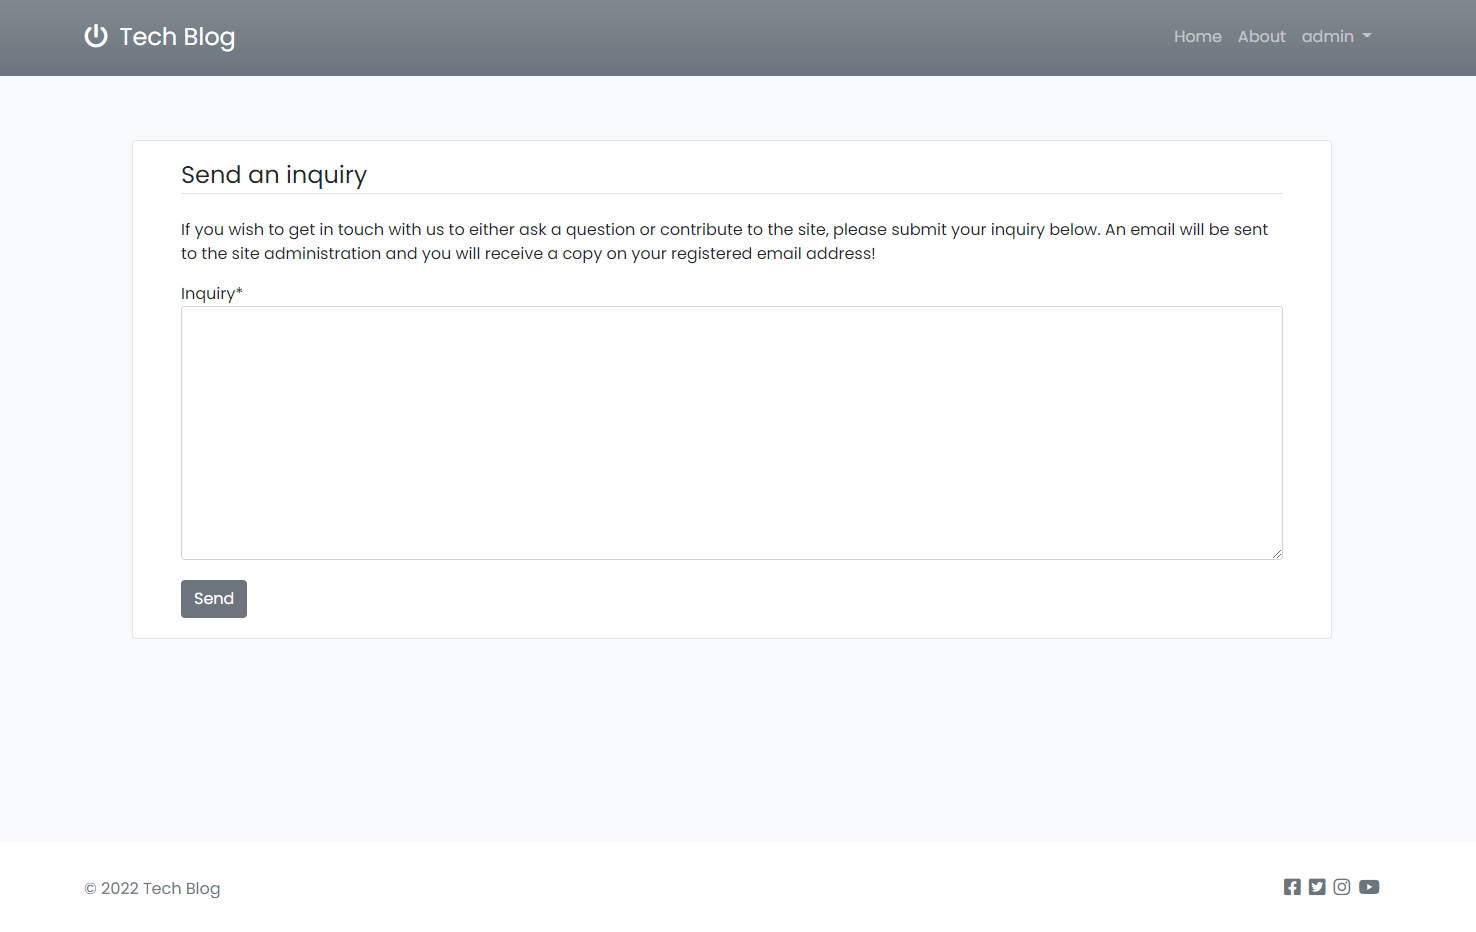 Tech Blog
Home About admin
Send an inquiry
If you wish to get in touch with us to either ask a question or contribute to the site, please submit your inquiry below. An email will be sent
to the site administration and you will receive a copy on your registered email address!
Inquiry*
Send
© 2022 Tech Blog